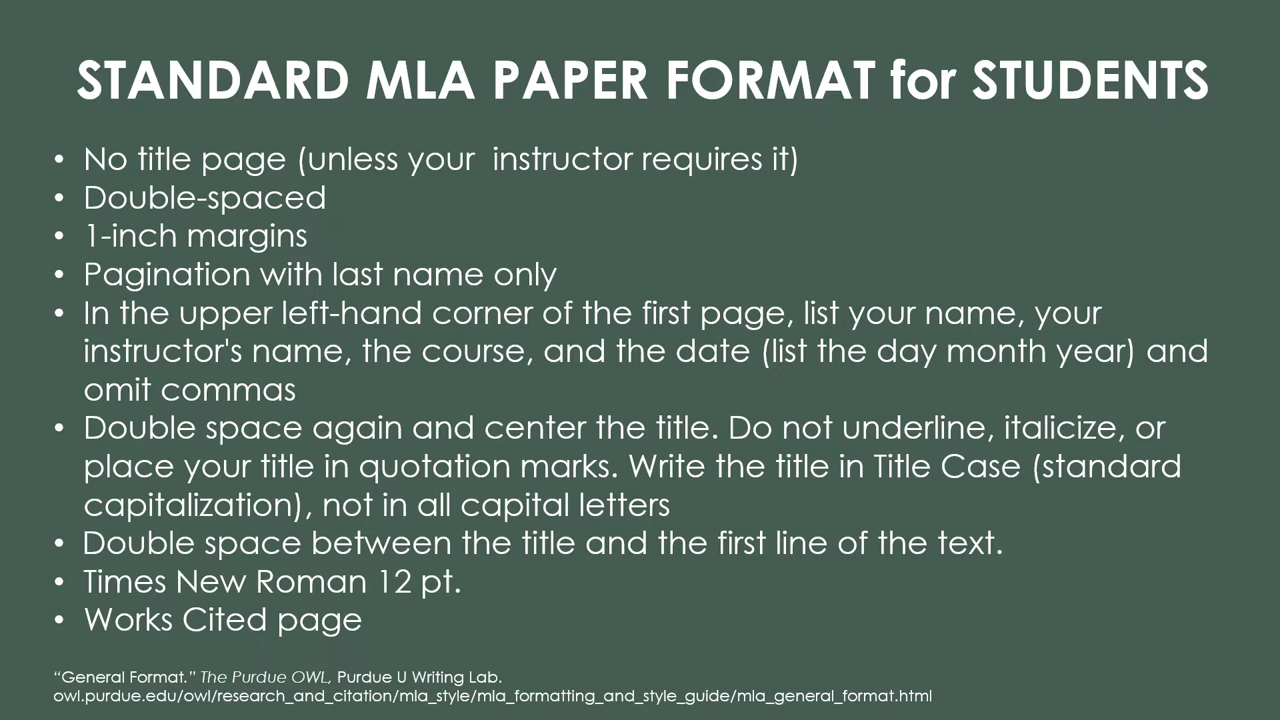 STANDARD MLA PAPER FORMAT for STUDENTS
• No title page (unless your  instructor requires it)
• Double-spaced
• 1-inch margins
• Pagination with last name only
• In the upper left-hand corner of the first page, list your name, your
instructor's name, the course, and the date (list the day month year) and
omit commas
• Double space again and center the title. Do not underline, italicize, or
place your title in quotation marks. Write the title in Title Case (standard
capitalization), not in all capital letters
• Double space between the title and the first line of the text.
• Times New Roman 12 pt.
• Works Cited page
“General Format.” The Purdue OWL, Purdue U Writing Lab.
owl.purdue.edu/owl/research_and_citation/mla_style/mla_formatting_and_style_guide/mla_general_format.html